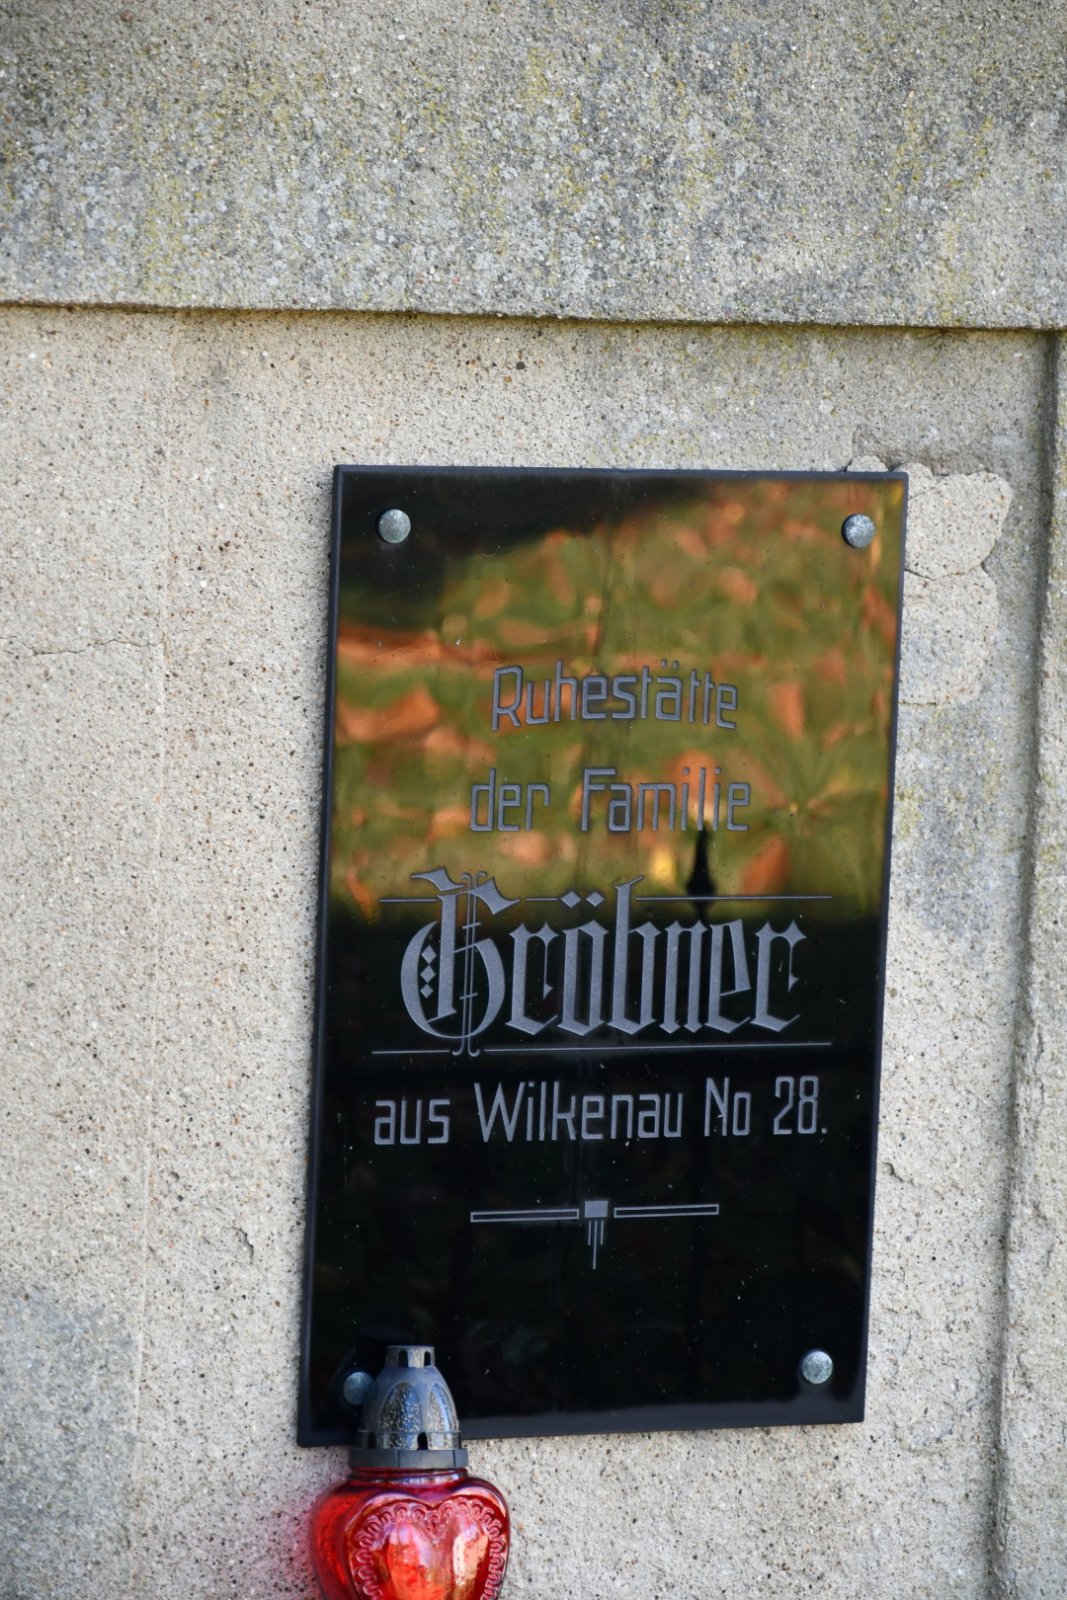 Ruhestätte
der Familie
Gröbner
aus Wilkenau No 28.